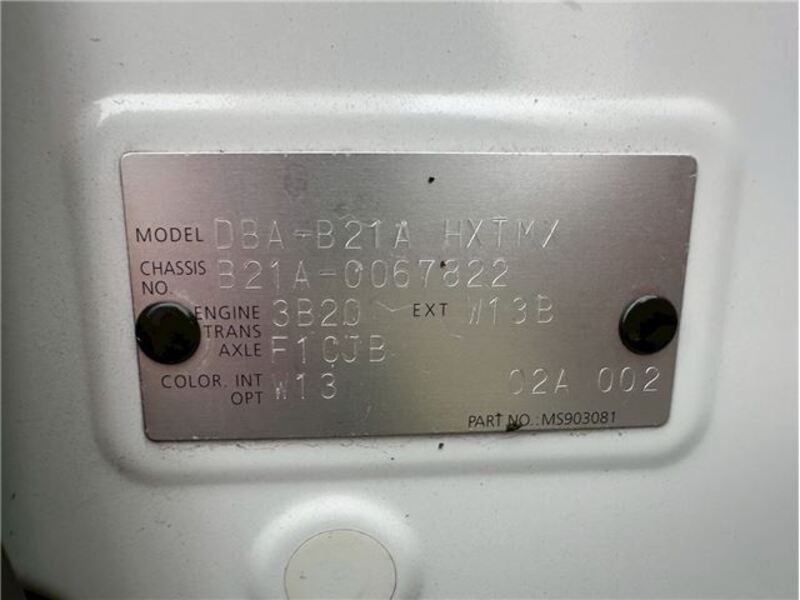 MODEL DBA-B21A HXTMX
CHASSIS NO. B21A-0067822
ENGINE 3B20 EXT W13B
TRANS AXLE F1CJB
COLOR. INT OPT W13 02A 002
PART NO.:MS903081